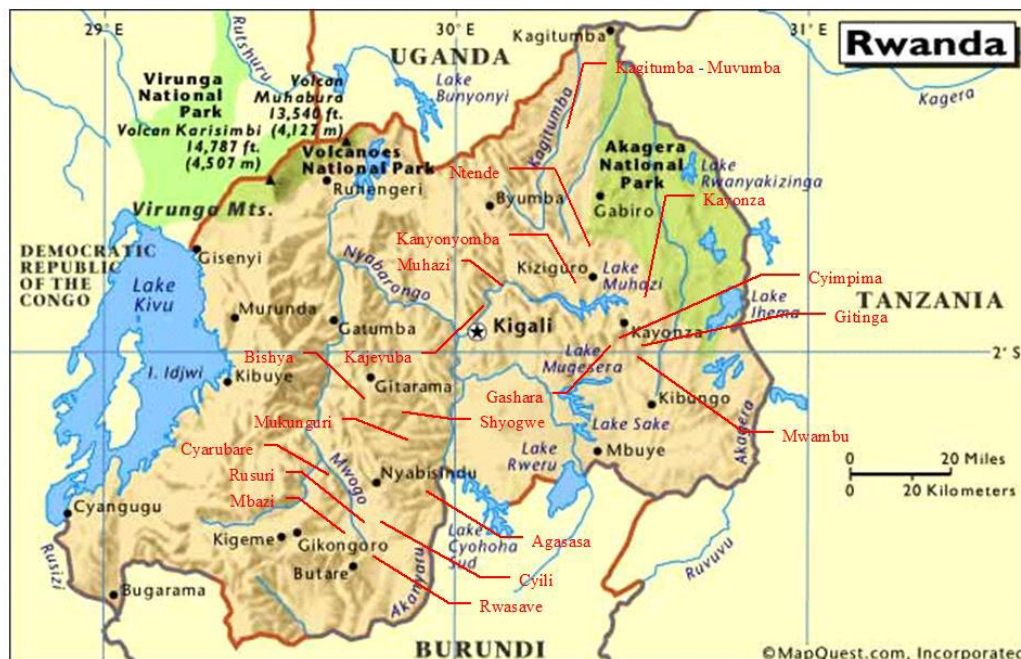 29°E
30°E
31°E
Rwanda
Rutshuru
UGANDA
Kagitumba
Virunga
National
Park
Volcan
Muhabura
13,540 ft.
(4,127 m)
Lake
Bunyonyi
Kagitumba - Muvumba
Kagera
Volcan Karisimbi
14,787 ft.
(4,507 m)
Volcanoes
National Park
Kagitumba
Akagera
National
Park
Ntende
Lake
Rwanyakizinga
Ruhengeri
Byumba
Gabiro
Kayonza
Virunga Mts.
DEMOCRATIC
REPUBLIC
OF THE
CONGO
Gisenyi
Nyabarongo
Kanyonyomba
Muhazi
Kiziguro
Lake
Muhazi
Cyimpima
Lake
Kivu
TANZANIA
Lake
Ihema
Gitinga
Murunda
Gatumba
Kigali
Kayonza
Bishya
Kajevuba
Lake
Mugesera
2°S
I. Idjwi
Kibuye
Gitarama
Gashara
Kibungo
Mukunguri
Shyogwe
Lake Sake
Mwambu
Akagera
Cyarubare
Mwogo
Lake
Rweru
Mbuye
Rusuri
Nyabisindu
20 Miles
20 Kilometers
Mbazi
Cyangugu
Rusizi
Kigeme
Gikongoro
Lake
Cyohoha
Sud
Agasasa
Butare
Akanyaru
Cyili
Ruvuvu
Bugarama
Rwasave
BURUNDI
©MapQuest.com, Incorporated